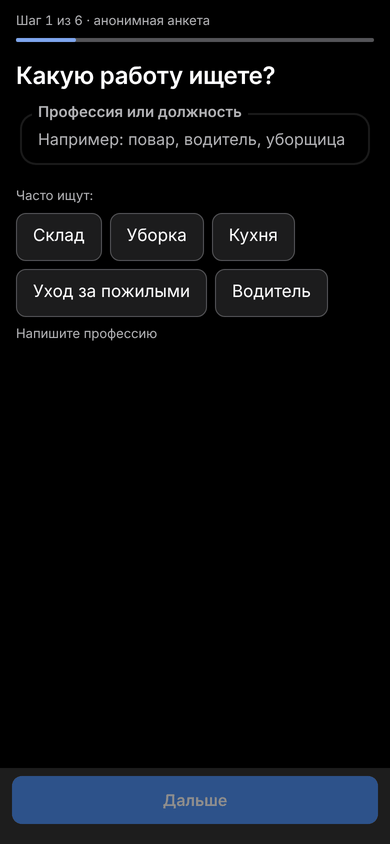 Шаг 1 из 6 · анонимная анкета
Какую работу ищете?
Профессия или должность
Например: повар, водитель, уборщица
Часто ищут:
Склад Уборка Кухня
Уход за пожилыми Водитель
Напишите профессию
Дальше